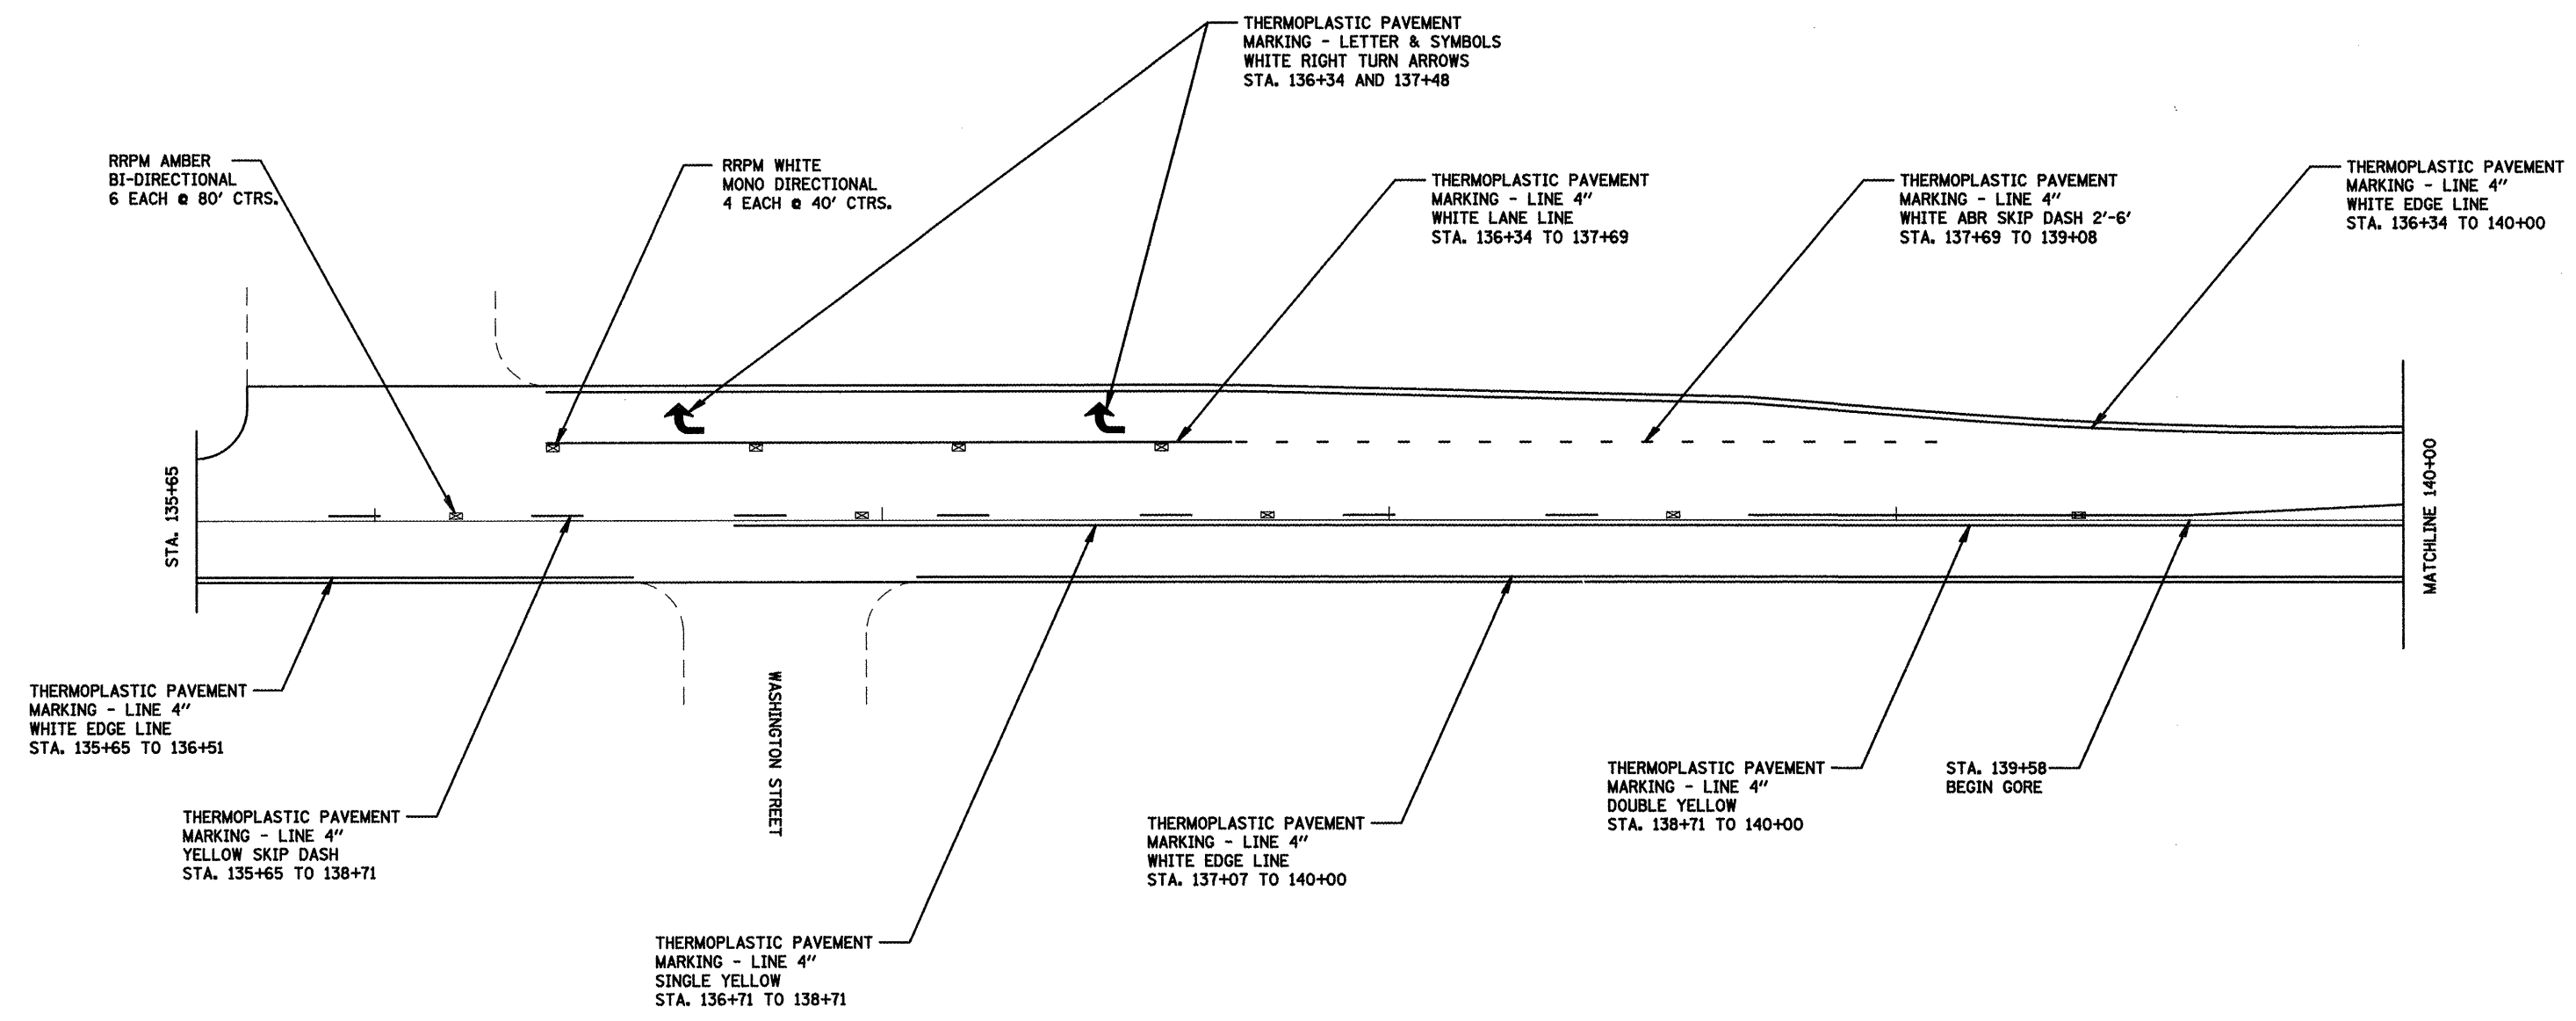 THERMOPLASTIC PAVEMENT
MARKING - LETTER & SYMBOLS
WHITE RIGHT TURN ARROWS
STA. 136+34 AND 137+48
RRPM AMBER
BI-DIRECTIONAL
6 EACH @ 80' CTRS.
RRPM WHITE
MONO DIRECTIONAL
4 EACH @ 40' CTRS.
THERMOPLASTIC PAVEMENT
MARKING - LINE 4"
WHITE LANE LINE
STA. 136+34 TO 137+69
THERMOPLASTIC PAVEMENT
MARKING - LINE 4"
WHITE ABR SKIP DASH 2'-6'
STA. 137+69 TO 139+08
THERMOPLASTIC PAVEMENT
MARKING - LINE 4"
WHITE EDGE LINE
STA. 136+34 TO 140+00
STA. 135+65
MATCHLINE 140+00
THERMOPLASTIC PAVEMENT
MARKING - LINE 4"
WHITE EDGE LINE
STA. 135+65 TO 136+51
THERMOPLASTIC PAVEMENT
MARKING - LINE 4"
YELLOW SKIP DASH
STA. 135+65 TO 138+71
WASHINGTON STREET
THERMOPLASTIC PAVEMENT
MARKING - LINE 4"
SINGLE YELLOW
STA. 136+71 TO 138+71
THERMOPLASTIC PAVEMENT
MARKING - LINE 4"
WHITE EDGE LINE
STA. 137+07 TO 140+00
THERMOPLASTIC PAVEMENT
MARKING - LINE 4"
DOUBLE YELLOW
STA. 138+71 TO 140+00
STA. 139+58
BEGIN GORE